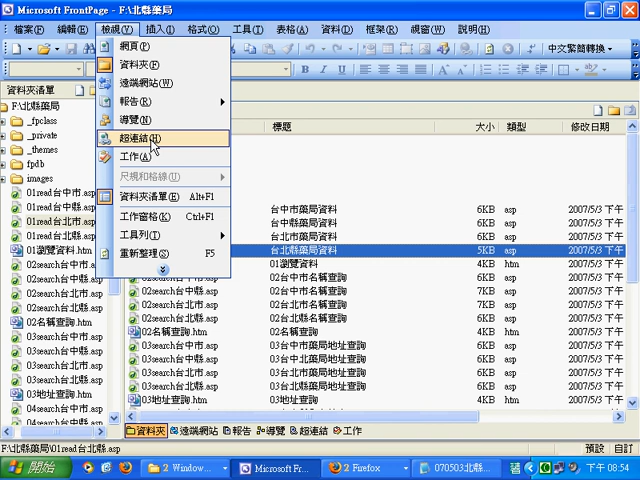 Microsoft FrontPage - F:\北縣藥局
檔案(F) 編輯(E) 檢視(V) 插入(I) 格式(O) 工具(T) 表格(A) 資料(D) 框架(R) 視窗(W) 說明(H)
中文繁簡轉換
網頁(P)
資料夾(F)
遠端網站(W)
報告(R)
導覽(N)
超連結(H)
工作(A)
尺規和格線(U)
資料夾清單(E) Alt+F1
工作窗格(K) Ctrl+F1
工具列(T)
重新整理(S) F5
資料夾清單
F:\北縣藥局
_fpclass
_private
_themes
fpdb
images
01read台中市.asp
01read台中縣.asp
01read台北市.asp
01read台北縣.asp
01瀏覽資料.htm
02search台中市.asp
02search台中縣.asp
02search台北市.asp
02search台北縣.asp
02名稱查詢.htm
03search台中市.asp
03search台中縣.asp
03search台北市.asp
03search台北縣.asp
03地址查詢.htm
04search台中市.asp
標題 大小 類型 修改日期
台中市藥局資料 6KB asp 2007/5/3 下午
台中縣藥局資料 6KB asp 2007/5/3 下午
台北市藥局資料 6KB asp 2007/5/3 下午
台北縣藥局資料 5KB asp 2007/5/3 下午
01瀏覽資料 4KB htm 2007/5/3 下午
02search台中市.asp 02台中市名稱查詢 6KB asp 2007/5/3 下午
02search台中縣.asp 02台中縣名稱查詢 7KB asp 2007/5/3 下午
02search台北市.asp 02台北市名稱查詢 7KB asp 2007/5/3 下午
02search台北縣.asp 02台北縣名稱查詢 6KB asp 2007/5/3 下午
02名稱查詢.htm 02名稱查詢 4KB htm 2007/5/3 下午
03search台中市.asp 03台中市藥局地址查詢 6KB asp 2007/5/3 下午
03search台中縣.asp 03台中縣藥局地址查詢 6KB asp 2007/5/3 下午
03search台北市.asp 03台北市藥局地址查詢 6KB asp 2007/5/3 下午
03search台北縣.asp 03台北縣藥局地址查詢 6KB asp 2007/5/3 下午
03地址查詢.htm 03地址查詢 4KB htm 2007/5/3 下午
資料夾 遠端網站 報告 導覽 超連結 工作
F:\北縣藥局\01read台北縣.asp 預設 自訂
開始 2 Window... Microsoft Fr... 2 Firefox 070503北縣... 下午 08:54